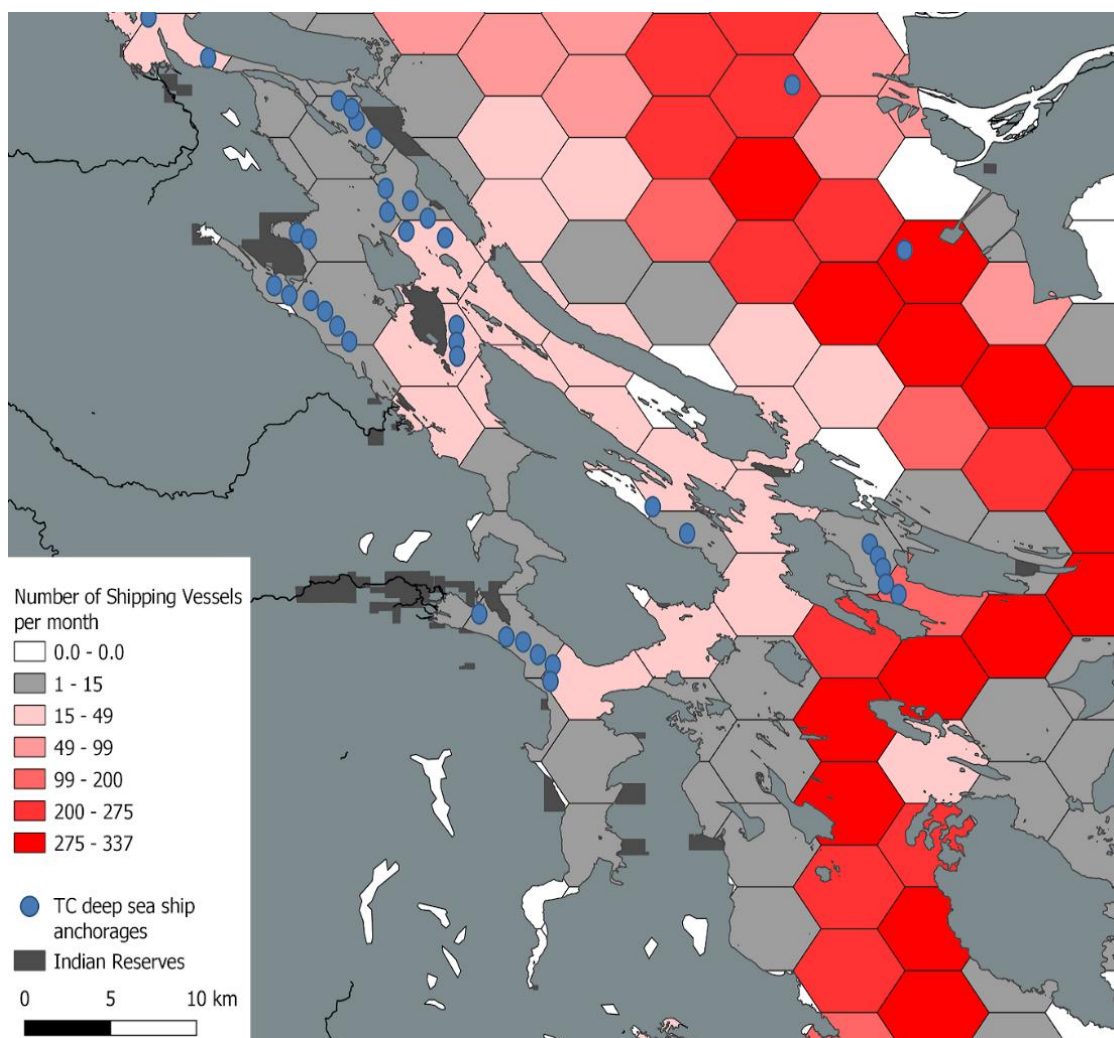 Number of Shipping Vessels
per month
0.0 - 0.0
1 - 15
15 - 49
49 - 99
99 - 200
200 - 275
275 - 337
TC deep sea ship
anchorages
Indian Reserves
0 5 10 km